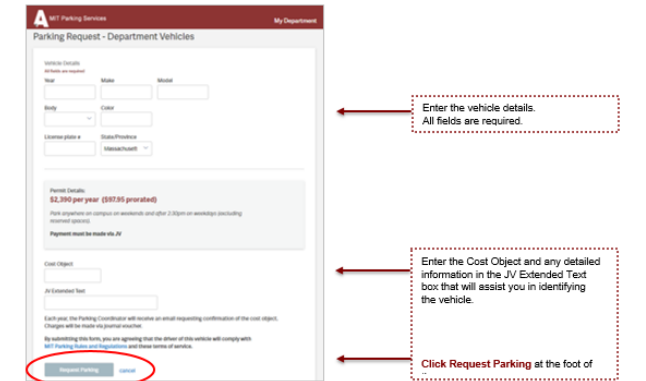 MIT Parking Services
My Department
Parking Request - Department Vehicles
Vehicle Details
All fields are required
Year Make Model
Body Color
License plate # State/Province
Massachusett
Permit Details:
$2,390 per year ($97.95 prorated)
Park anywhere on campus on weekends and after 2:30pm on weekdays (excluding
reserved spaces).
Payment must be made via JV
Cost Object:
JV Extended Text:
Each year, the Parking Coordinator will receive an email requesting confirmation of the cost object.
Charges will be made via journal voucher.
By submitting this form, you are agreeing that the driver of this vehicle will comply with
MIT Parking Rules and Regulations and these terms of service.
Request Parking Cancel
Enter the vehicle details.
All fields are required.
Enter the Cost Object and any detailed
information in the JV Extended Text
box that will assist you in identifying
the vehicle.
Click Request Parking at the foot of